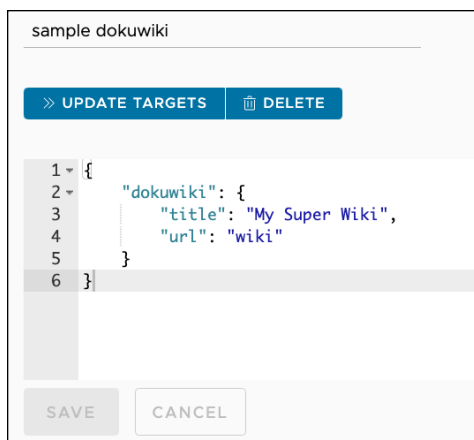 sample dokuwiki
UPDATE TARGETS DELETE
1 {
2 "dokuwiki": {
3 "title": "My Super Wiki",
4 "url": "wiki"
5 }
6 }
SAVE CANCEL